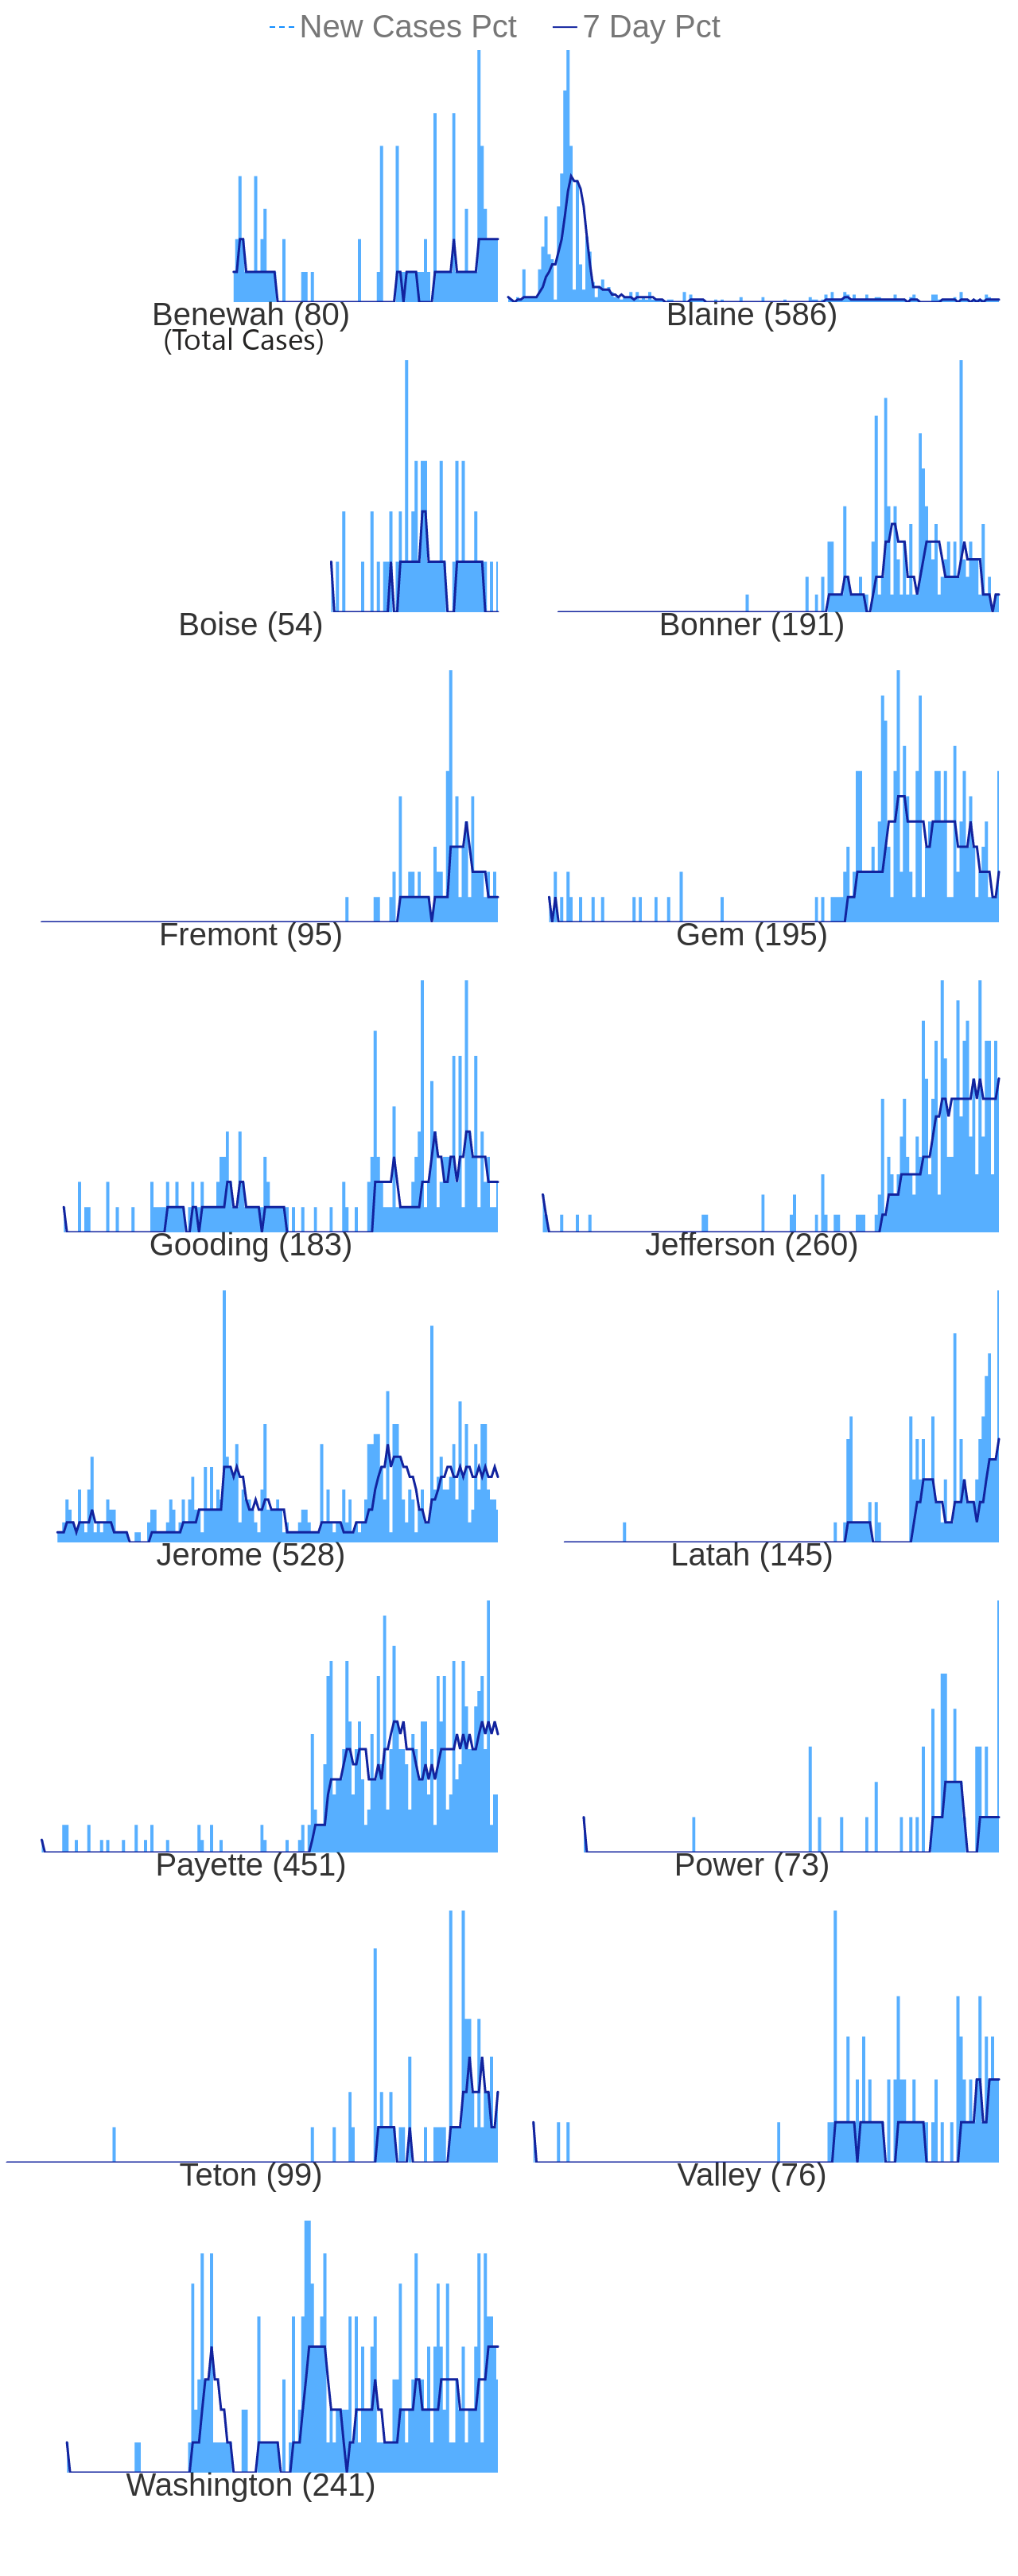 New Cases Pct 7 Day Pct
Benewah (80) Blaine (586)
(Total Cases)
Boise (54) Bonner (191)
Fremont (95) Gem (195)
Gooding (183) Jefferson (260)
Jerome (528) Latah (145)
Payette (451) Power (73)
Teton (99) Valley (76)
Washington (241)